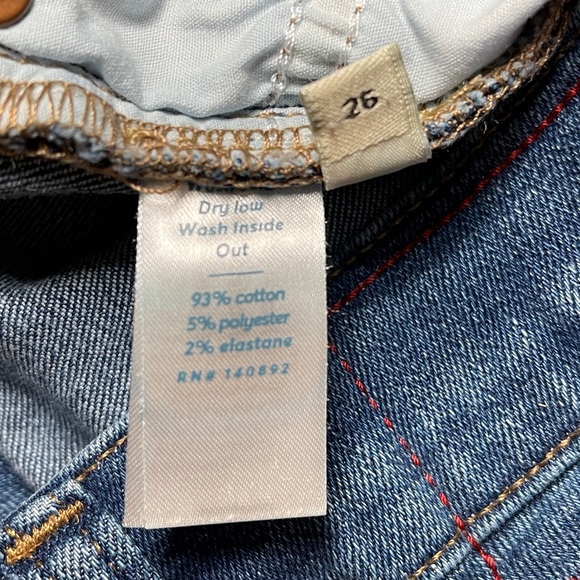 26
Dry low
Wash Inside
Out
93% cotton
5% polyester
2% elastane
RN# 140892